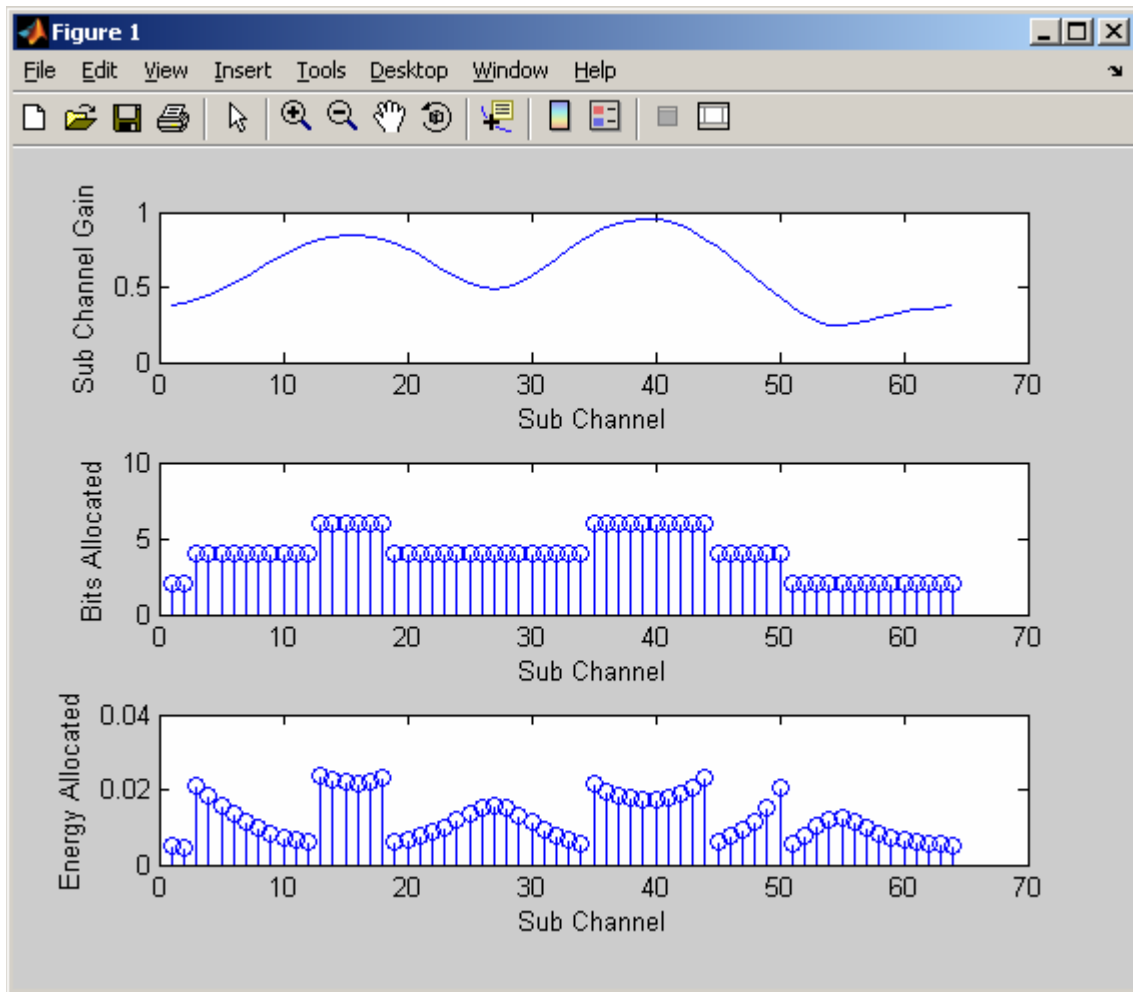 Figure 1
File Edit View Insert Tools Desktop Window Help
Sub Channel Gain
1
0.5
0
0 10 20 30 40 50 60 70
Sub Channel
Bits Allocated
10
5
0
0 10 20 30 40 50 60 70
Sub Channel
Energy Allocated
0.04
0.02
0
0 10 20 30 40 50 60 70
Sub Channel